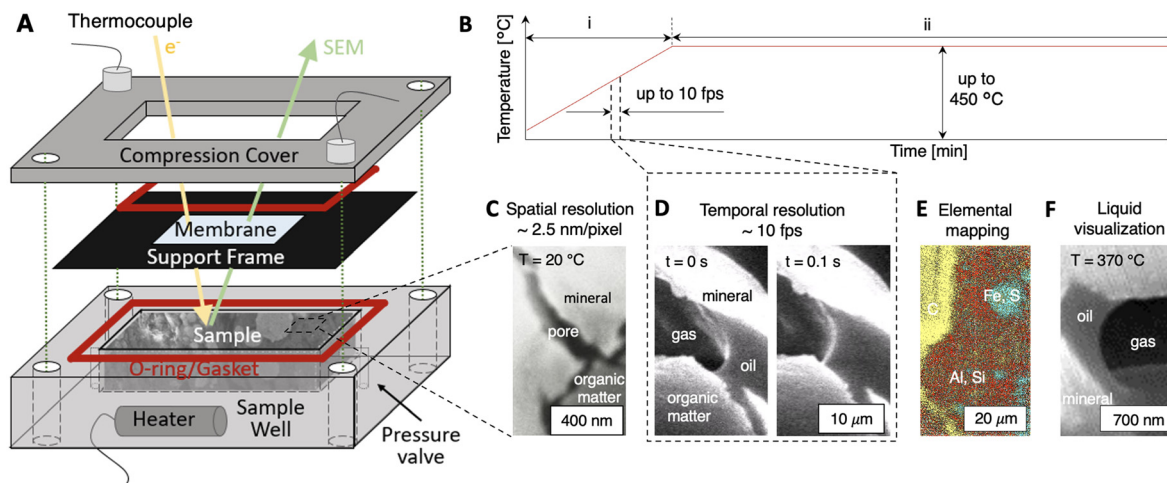 A
Thermocouple
e-
SEM
Compression Cover
Membrane
Support Frame
Sample
O-ring/Gasket
Heater
Sample
Well
Pressure
valve
B
Temperature [°C]
i
ii
up to 10 fps
up to
450 °C
Time [min]
C
Spatial resolution
~ 2.5 nm/pixel
T = 20 °C
mineral
pore
organic
matter
400 nm
D
Temporal resolution
~ 10 fps
t = 0 s
mineral
gas
oil
organic
matter
t = 0.1 s
10 μm
E
Elemental
mapping
C
Fe, S
Al, Si
20 μm
F
Liquid
visualization
T = 370 °C
oil
gas
mineral
700 nm